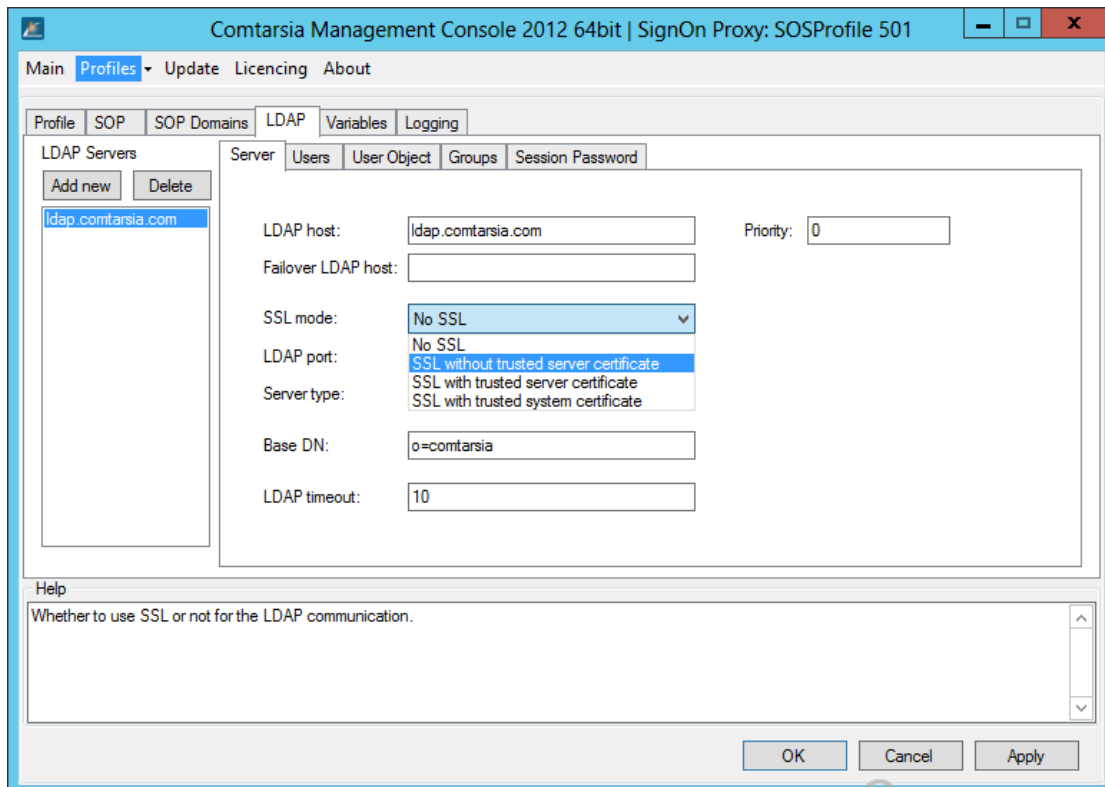 Comtarsia Management Console 2012 64bit | SignOn Proxy: SOSProfile 501
Main Profiles Update Licencing About
Profile SOP SOP Domains LDAP Variables Logging
LDAP Servers
Add new Delete
ldap.comtarsia.com
Server Users User Object Groups Session Password
LDAP host: ldap.comtarsia.com Priority: 0
Failover LDAP host:
SSL mode: No SSL
No SSL
LDAP port: SSL without trusted server certificate
SSL with trusted server certificate
Server type: SSL with trusted system certificate
Base DN: o=comtarsia
LDAP timeout: 10
Help
Whether to use SSL or not for the LDAP communication.
OK Cancel Apply